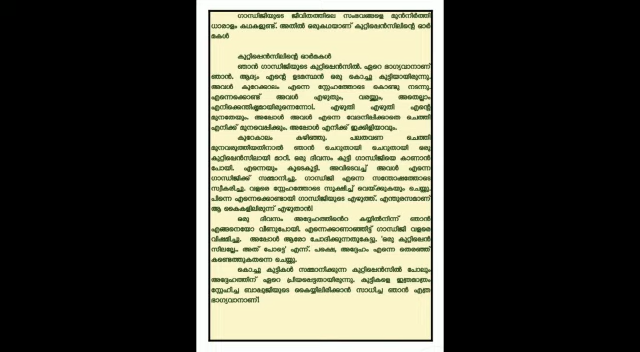 ഗാന്ധിജിയുടെ ജീവിതത്തിലെ സംഭവങ്ങളെ മുൻനിർത്തി
ധാരാളം കഥകളുണ്ട്. അതിൽ ഒരുകഥയാണ് കുറ്റിപ്പെൻസിലിന്റെ ഓർ
മകൾ
കുറ്റിപ്പെൻസിലിന്റെ ഓർമകൾ
ഞാൻ ഗാന്ധിജിയുടെ കുറ്റിപ്പെൻസിൽ. ഏറെ ഭാഗ്യവാനാണ്
ഞാൻ. ആദ്യം എന്റെ ഉടമസ്ഥൻ ഒരു കൊച്ചു കുട്ടിയായിരുന്നു.
അവൾ കുറേക്കാലം എന്നെ സ്നേഹത്തോടെ കൊണ്ടു നടന്നു.
എന്നെക്കൊണ്ട് അവൾ എഴുതും, വരയ്ക്കും, അതെല്ലാം
എനിക്കെന്തിഷ്ടമായിരുന്നെന്നോ!. എഴുതി എഴുതി എന്റെ
മുനതേയും. അപ്പോൾ അവൾ എന്നെ വേദനിപ്പിക്കാതെ ചെത്തി
എനിക്ക് മുനവെപ്പിക്കും. അപ്പോൾ എനിക്ക് ഇക്കിളിയാവും.
കുറേകാലം കഴിഞ്ഞു. പലതവണ ചെത്തി
മുനവരുത്തിയതിനാൽ ഞാൻ ചെറുതായി ചെറുതായി ഒരു
കുറ്റിപ്പെൻസിലായി മാറി. ഒരു ദിവസം കുട്ടി ഗാന്ധിജിയെ കാണാൻ
പോയി. എന്നെയും കൂടെകൂട്ടി. അവിടെവച്ച് അവൾ എന്നെ
ഗാന്ധിജിക്ക് സമ്മാനിച്ചു. ഗാന്ധിജി എന്നെ സന്തോഷത്തോടെ
സ്വീകരിച്ചു. വളരെ സ്നേഹത്തോടെ സൂക്ഷിച്ച് വെയ്ക്കുകയും ചെയ്തു.
പിന്നെ എന്നെക്കൊണ്ടായി ഗാന്ധിജിയുടെ എഴുത്ത്. എന്തുരസമാണ്
ആ കൈകളിലിരുന്ന് എഴുതാൻ!
ഒരു ദിവസം അദ്ദേഹത്തിൻെറ കയ്യിൽനിന്ന് ഞാൻ
എങ്ങനെയോ വീണുപോയി. എന്നെക്കാണാഞ്ഞിട്ട് ഗാന്ധിജി വളരെ
വിഷമിച്ചു. അപ്പോൾ ആരോ ചോദിക്കുന്നതുകേട്ടു. 'ഒരു കുറ്റിപ്പെൻ
സിലല്ലേ. അത് പോട്ടെ' എന്ന്. പക്ഷെ, അദ്ദേഹം എന്നെ തെരഞ്ഞ്
കണ്ടെത്തുകതന്നെ ചെയ്തു.
കൊച്ചു കുട്ടികൾ സമ്മാനിക്കുന്ന കുറ്റിപ്പെൻസിൽ പോലും
അദ്ദേഹത്തിന് ഏറെ പ്രിയപ്പെട്ടതായിരുന്നു. കുട്ടികളെ ഇത്രമാത്രം
സ്നേഹിച്ച ബാപ്പുജിയുടെ കൈയ്യിലിരിക്കാൻ സാധിച്ച ഞാൻ എത്ര
ഭാഗ്യവാനാണ്!